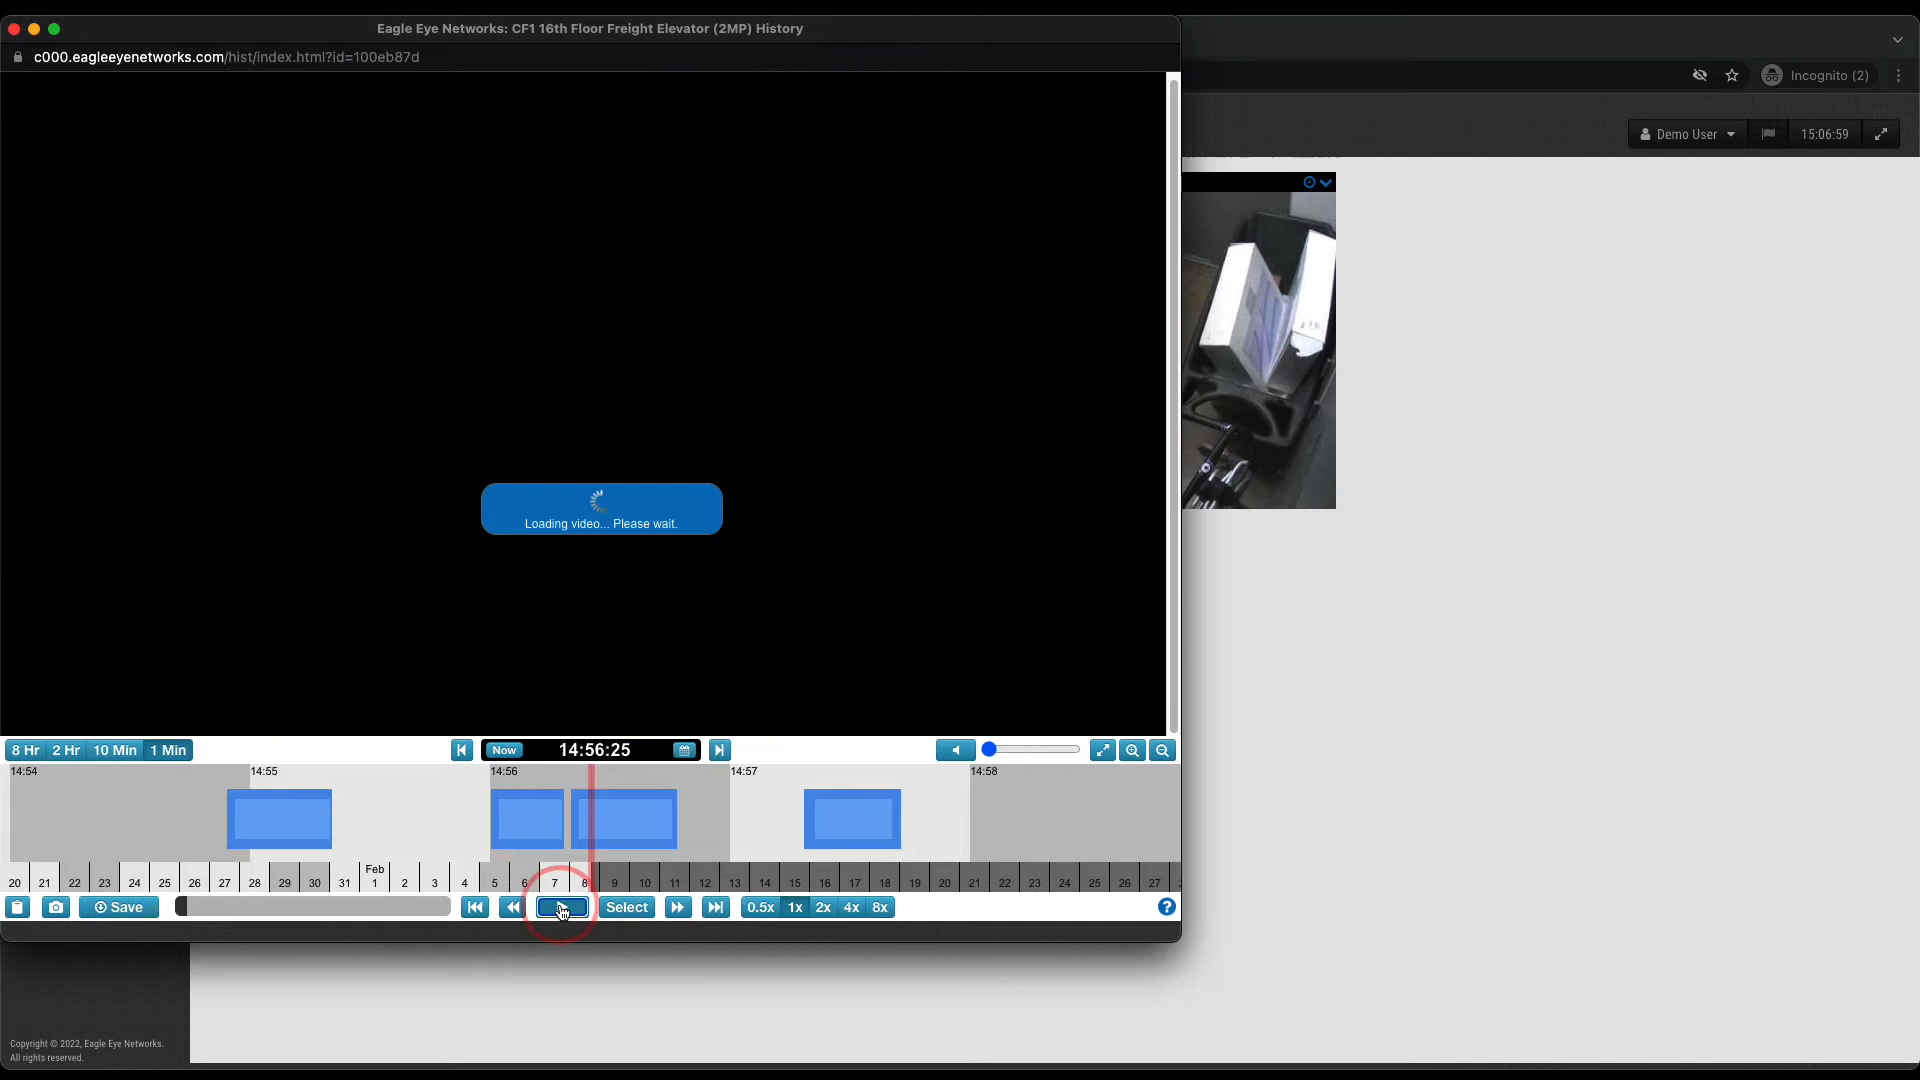 Eagle Eye Networks: CF1 16th Floor Freight Elevator (2MP) History
c000.eagleeyenetworks.com/hist/index.html?id=100eb87d
Incognito (2)
Demo User
15:06:59
Loading video... Please wait.
8 Hr 2 Hr 10 Min 1 Min
Now 14:56:25
14:54 14:55 14:56 14:57 14:58
Feb
20 21 22 23 24 25 26 27 28 29 30 31 1 2 3 4 5 6 7 8 9 10 11 12 13 14 15 16 17 18 19 20 21 22 23 24 25 26 27
Save Select 0.5x 1x 2x 4x 8x ?
Copyright © 2022, Eagle Eye Networks.
All rights reserved.